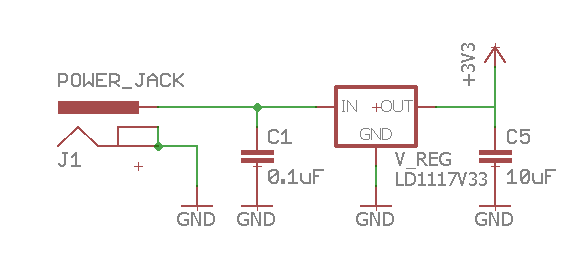 +3V3
POWER_JACK
IN
+OUT
GND
J1
C1
0.1uF
V_REG
LD1117V33
C5
10uF
GND
GND
GND
GND